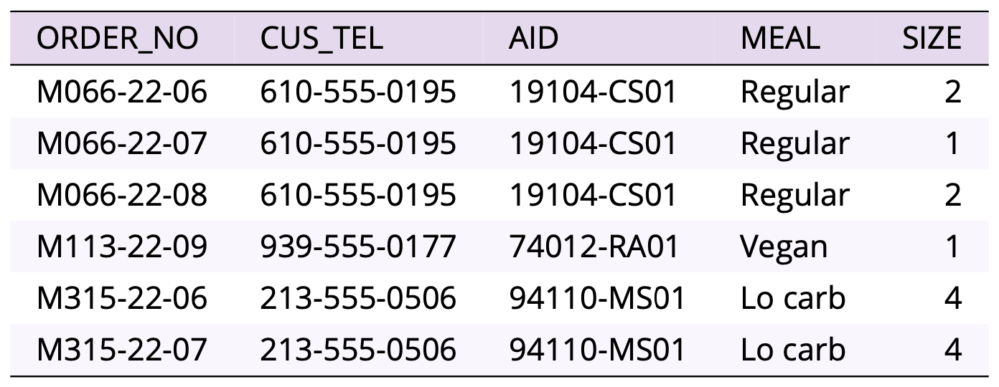 ORDER_NO CUS_TEL AID MEAL SIZE
M066-22-06 610-555-0195 19104-CS01 Regular 2
M066-22-07 610-555-0195 19104-CS01 Regular 1
M066-22-08 610-555-0195 19104-CS01 Regular 2
M113-22-09 939-555-0177 74012-RA01 Vegan 1
M315-22-06 213-555-0506 94110-MS01 Lo carb 4
M315-22-07 213-555-0506 94110-MS01 Lo carb 4